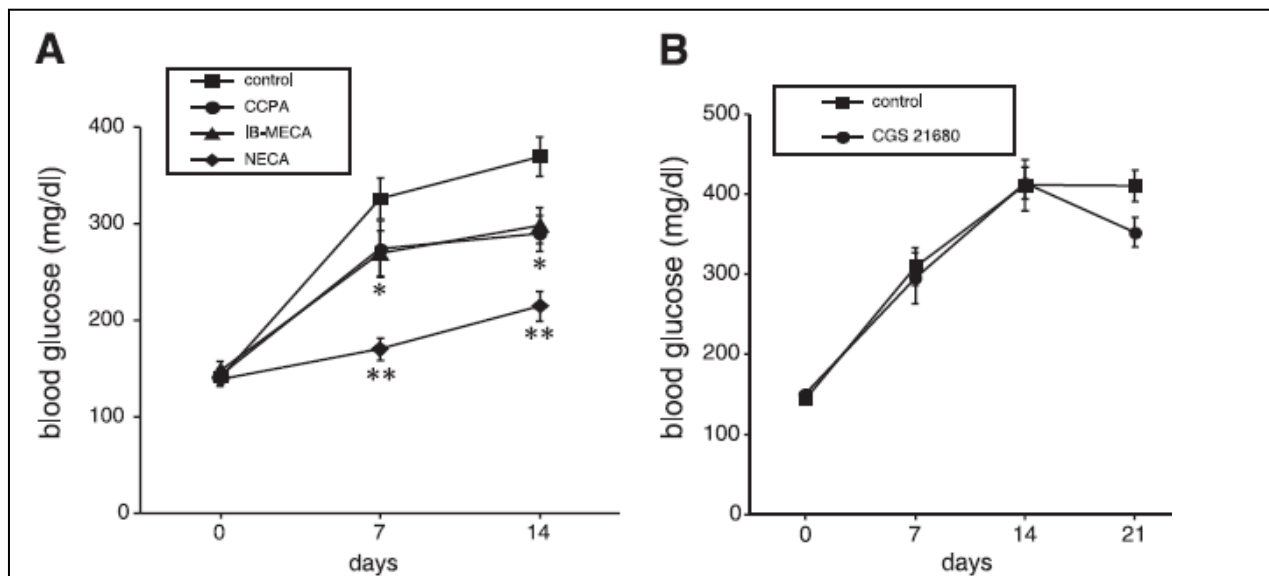 A
control
CCPA
IB-MECA
NECA
blood glucose (mg/dl)
400
300
200
100
0
*
*
**
**
0 7 14
days
B
control
CGS 21680
blood glucose (mg/dl)
500
400
300
200
100
0
0 7 14 21
days